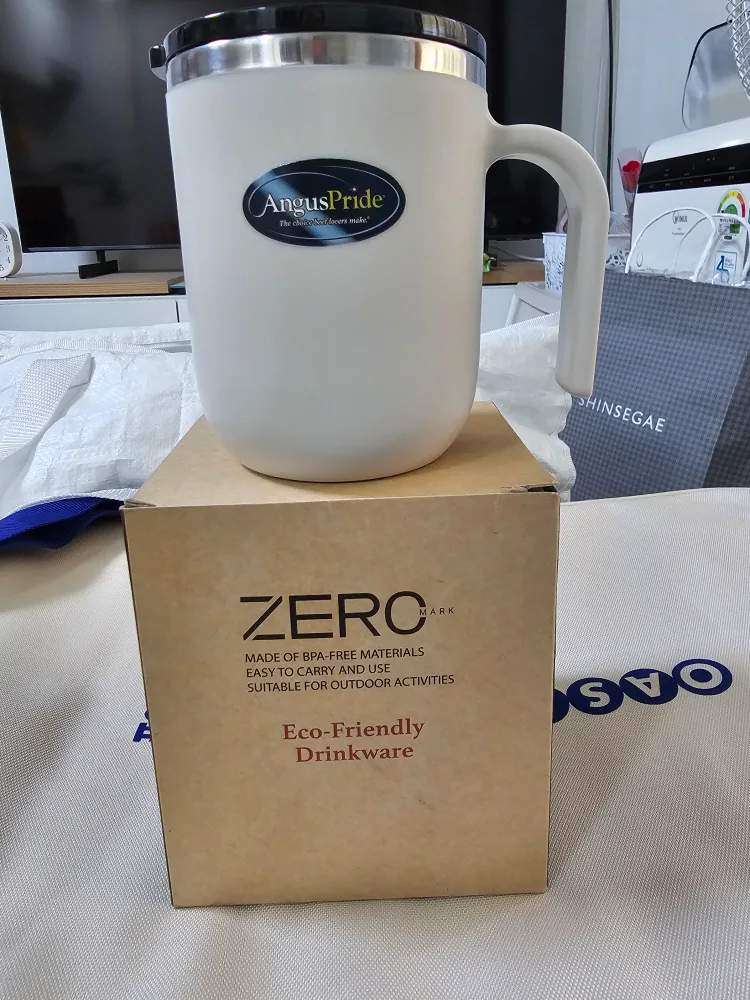 AngusPride
The choice beef lovers make.®
SHINSEGAE
ZERO
MARK
MADE OF BPA-FREE MATERIALS
EASY TO CARRY AND USE
SUITABLE FOR OUTDOOR ACTIVITIES
Eco-Friendly
Drinkware
OAS